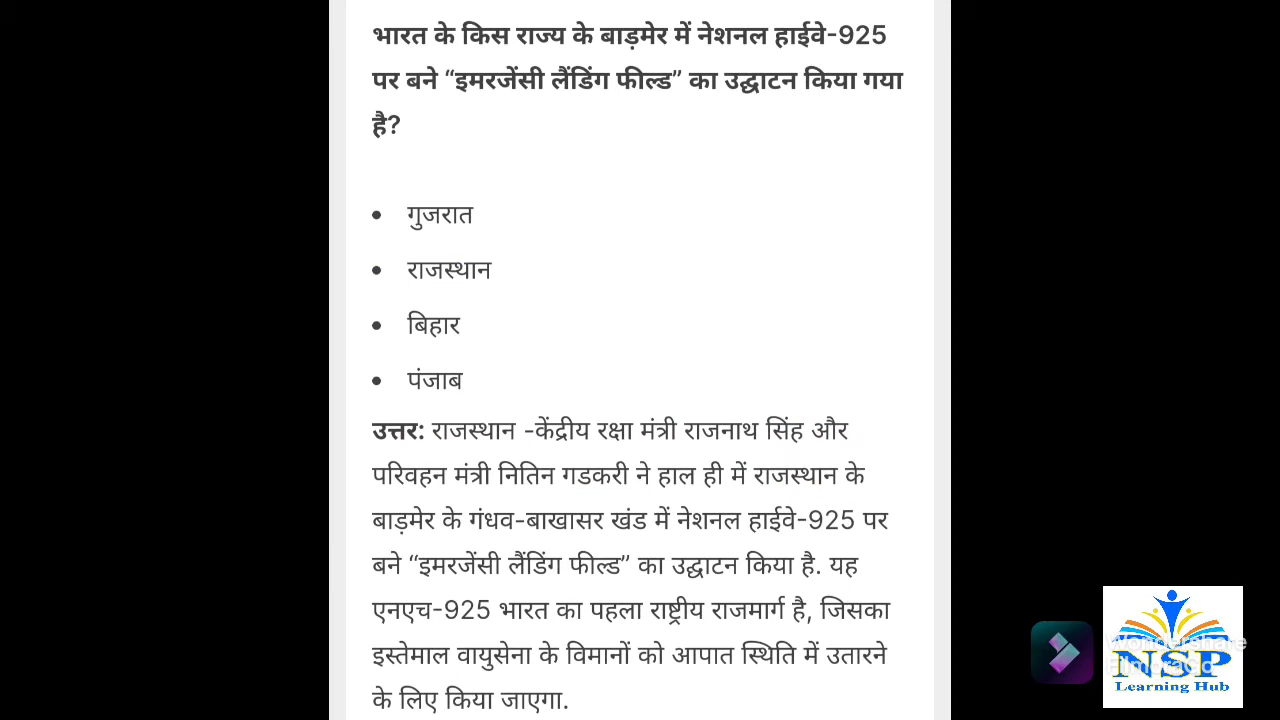 भारत के किस राज्य के बाड़मेर में नेशनल हाईवे-925
पर बने “इमरजेंसी लैंडिंग फील्ड” का उद्घाटन किया गया
है?
• गुजरात
• राजस्थान
• बिहार
• पंजाब
उत्तर: राजस्थान -केंद्रीय रक्षा मंत्री राजनाथ सिंह और
परिवहन मंत्री नितिन गडकरी ने हाल ही में राजस्थान के
बाड़मेर के गंधव-बाखासर खंड में नेशनल हाईवे-925 पर
बने “इमरजेंसी लैंडिंग फील्ड” का उद्घाटन किया है. यह
एनएच-925 भारत का पहला राष्ट्रीय राजमार्ग है, जिसका
इस्तेमाल वायुसेना के विमानों को आपात स्थिति में उतारने
के लिए किया जाएगा.
Wondershare
FilmoraGo
NSP
Learning Hub